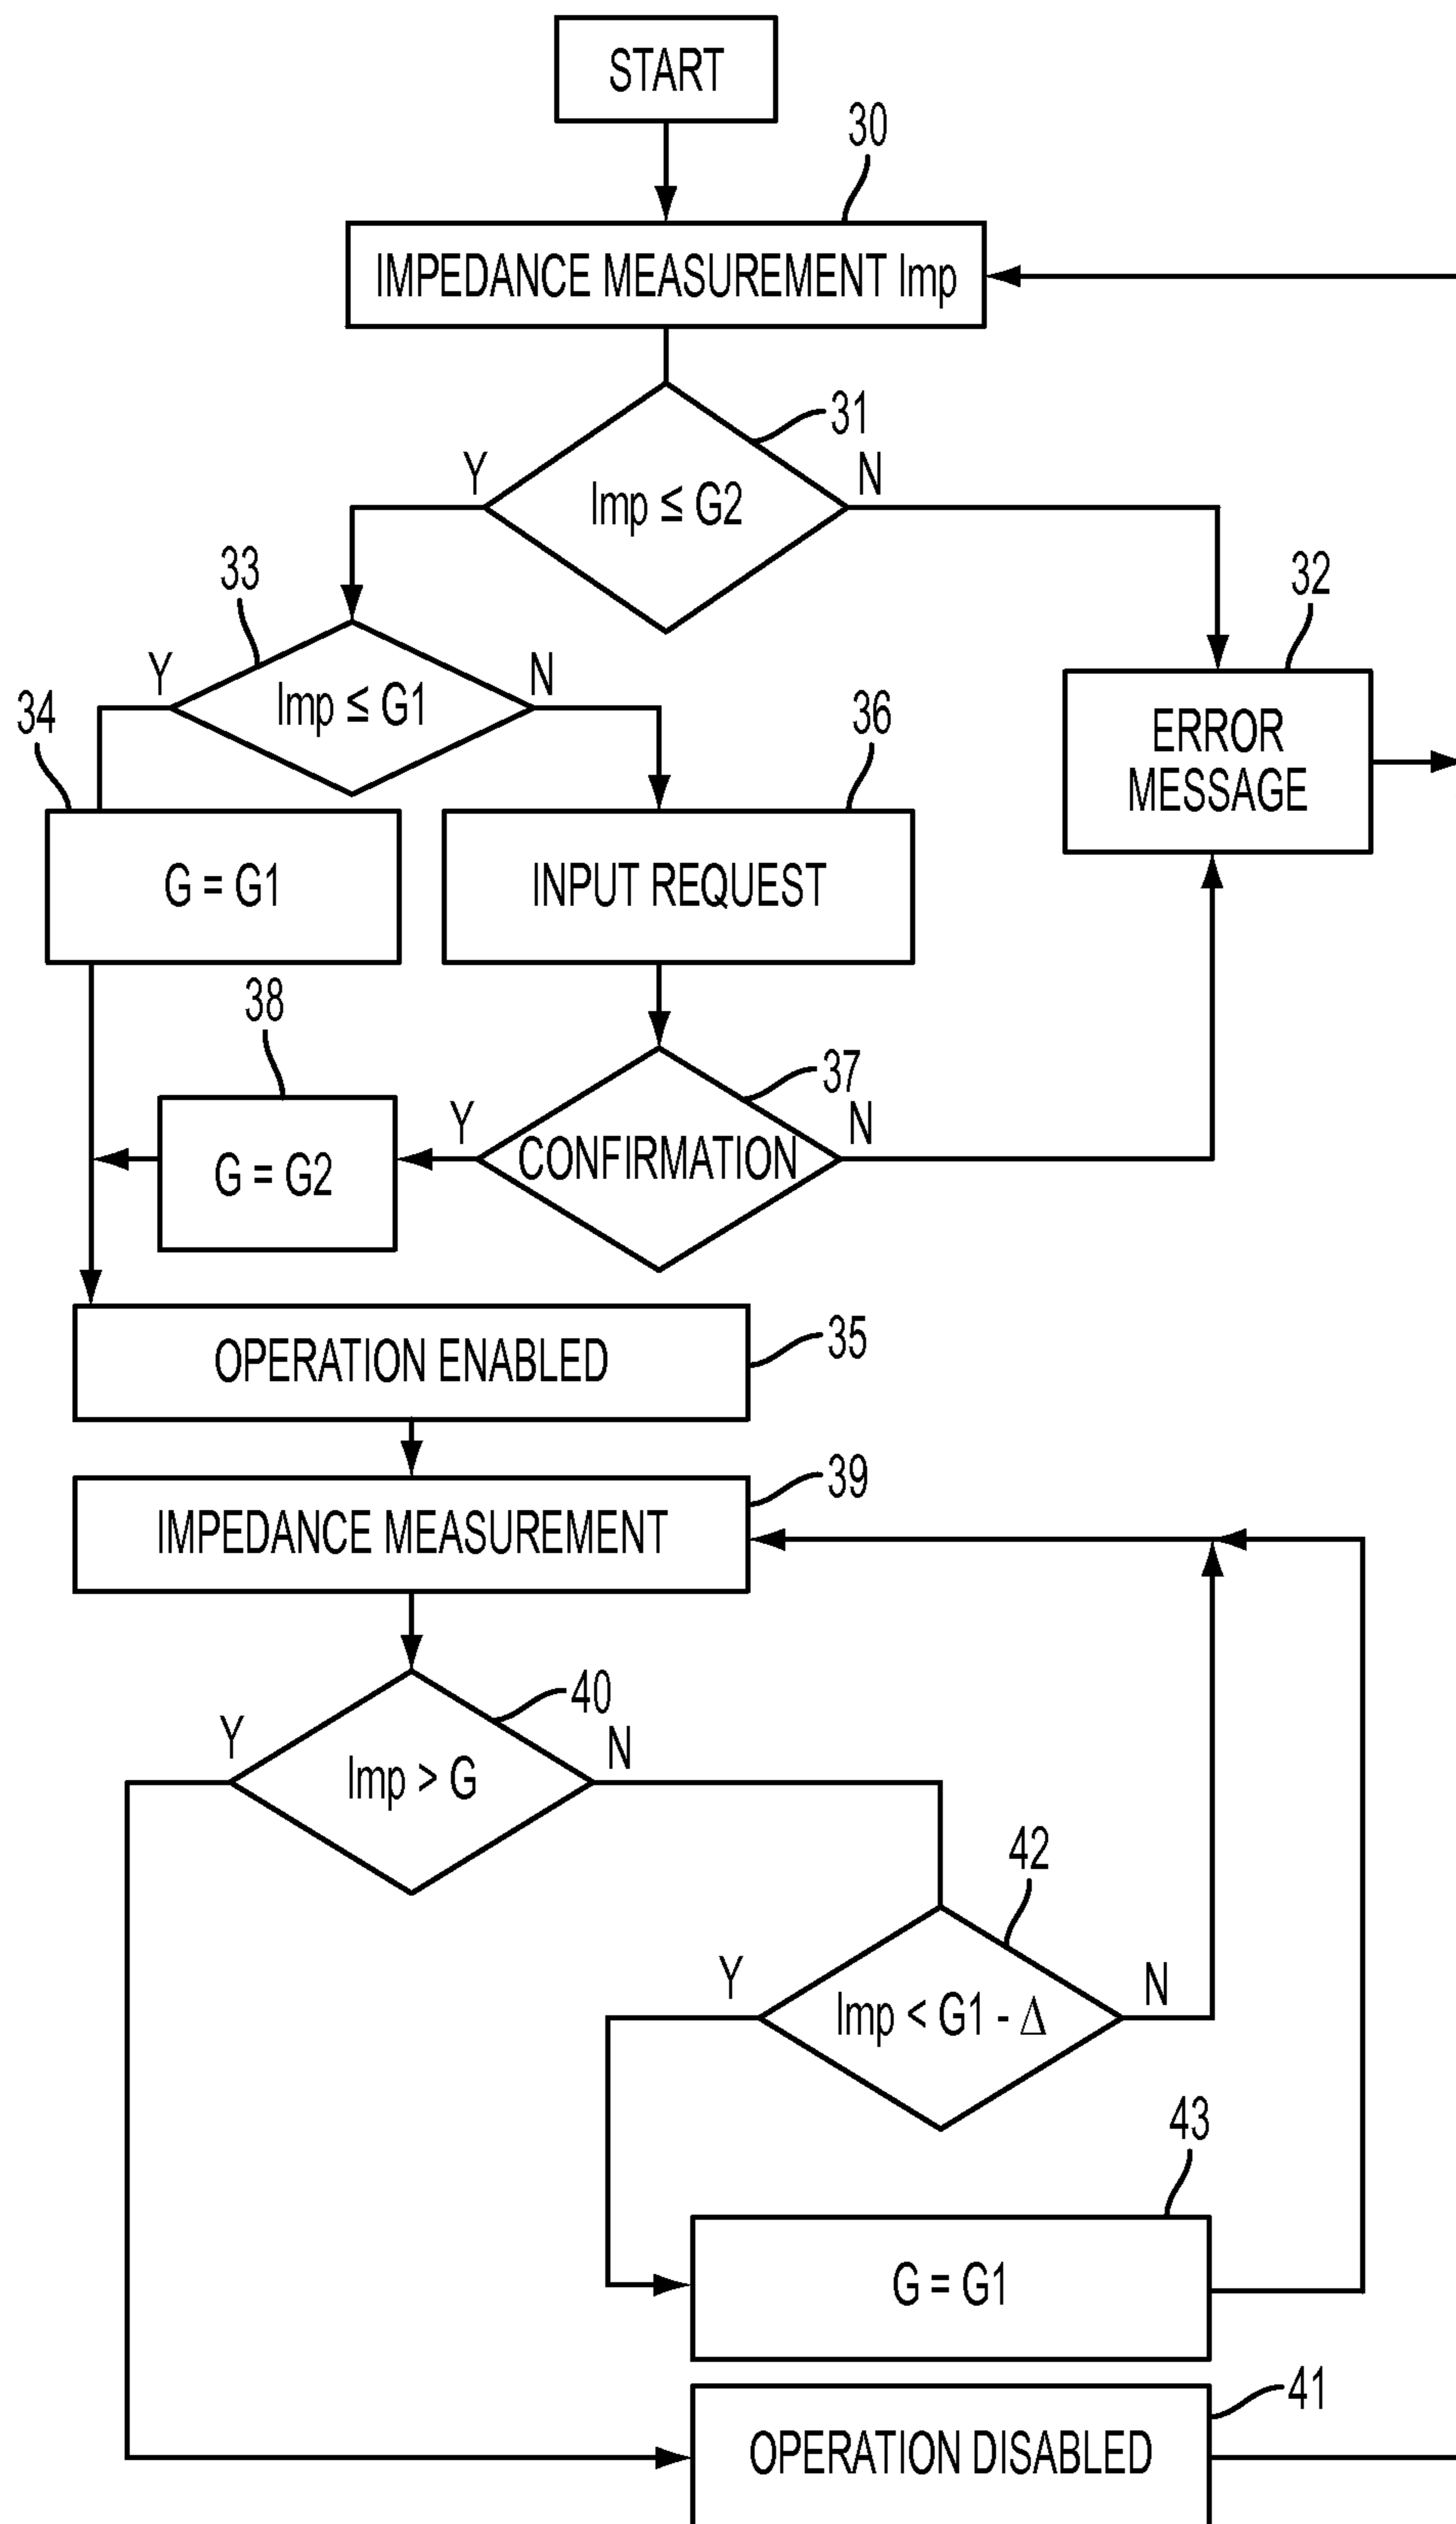 START
30
IMPEDANCE MEASUREMENT Imp
31
Y
N
Imp ≤ G2
33
32
Y
N
Imp ≤ G1
34
36
ERROR
MESSAGE
G = G1
INPUT REQUEST
38
37
Y
N
CONFIRMATION
G = G2
OPERATION ENABLED
35
39
IMPEDANCE MEASUREMENT
40
Y
N
Imp > G
42
Y
N
Imp < G1 - Δ
43
G = G1
41
OPERATION DISABLED